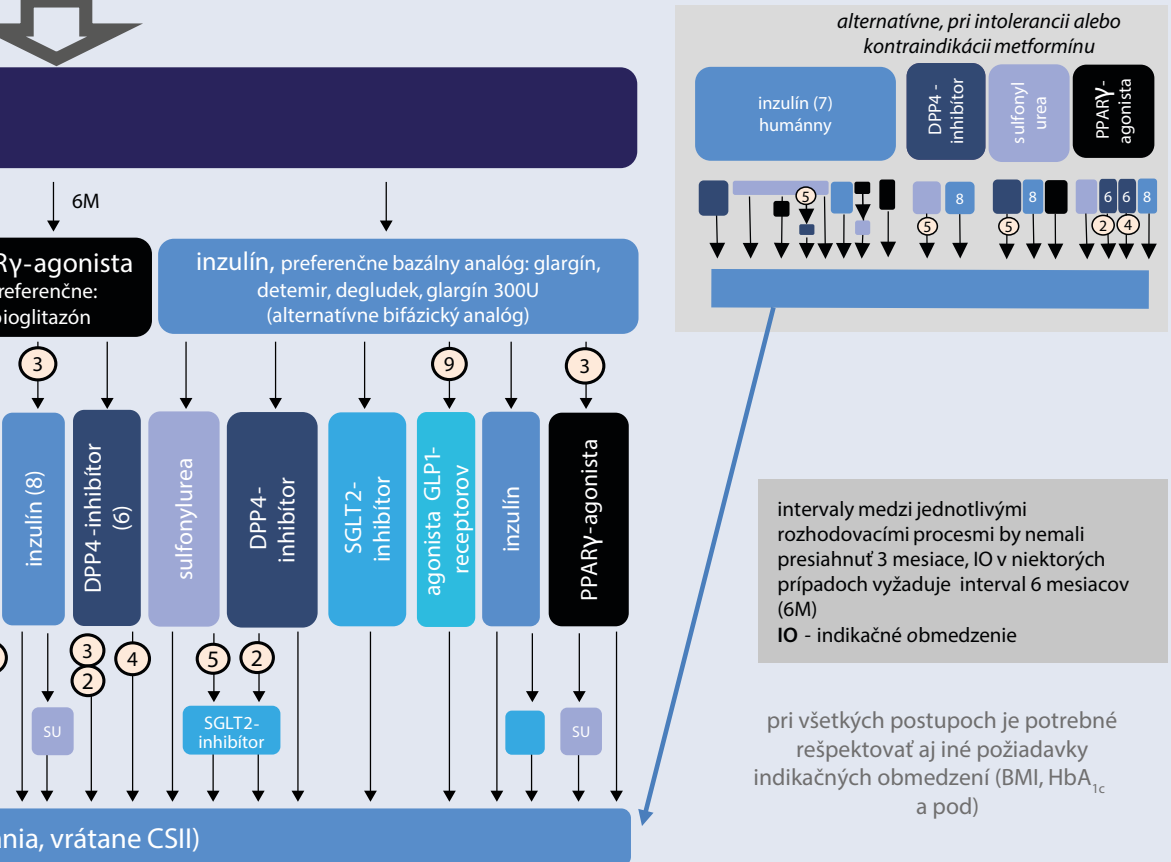 alternatívne, pri intolerancii alebo
kontraindikácii metformínu
inzulín (7)
humánny
DPP4 -
inhibítor
sulfonyl
urea
PPARγ-
agonista
5
8
8
6
6
8
5
5
2
4
6M
Rγ-agonista
referenčne:
pioglitazón
inzulín, preferenčne bazálny analóg: glargín,
detemir, degludek, glargín 300U
(alternatívne bifázický analóg)
3
9
3
inzulín (8)
DPP4 -inhibítor
(6)
sulfonylurea
DPP4-
inhibítor
SGLT2-
inhibítor
agonista GLP1-
receptorov
inzulín
PPARγ-agonista
3
2
4
5
2
SU
SGLT2-
inhibítor
SU
ania, vrátane CSII)
intervaly medzi jednotlivými
rozhodovacími procesmi by nemali
presiahnuť 3 mesiace, IO v niektorých
prípadoch vyžaduje interval 6 mesiacov
(6M)
IO - indikačné obmedzenie
pri všetkých postupoch je potrebné
rešpektovať aj iné požiadavky
indikačných obmedzení (BMI, HbA1c
a pod)